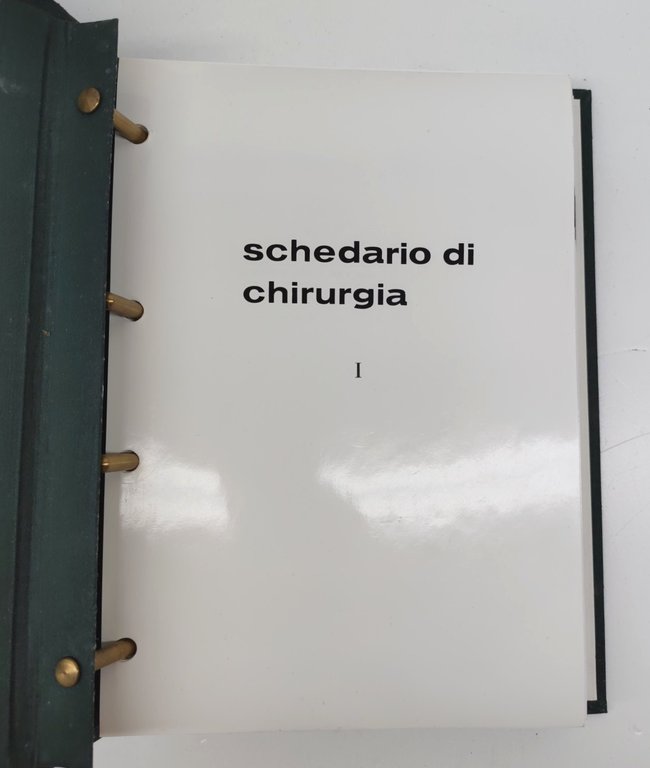 schedario di
chirurgia
I